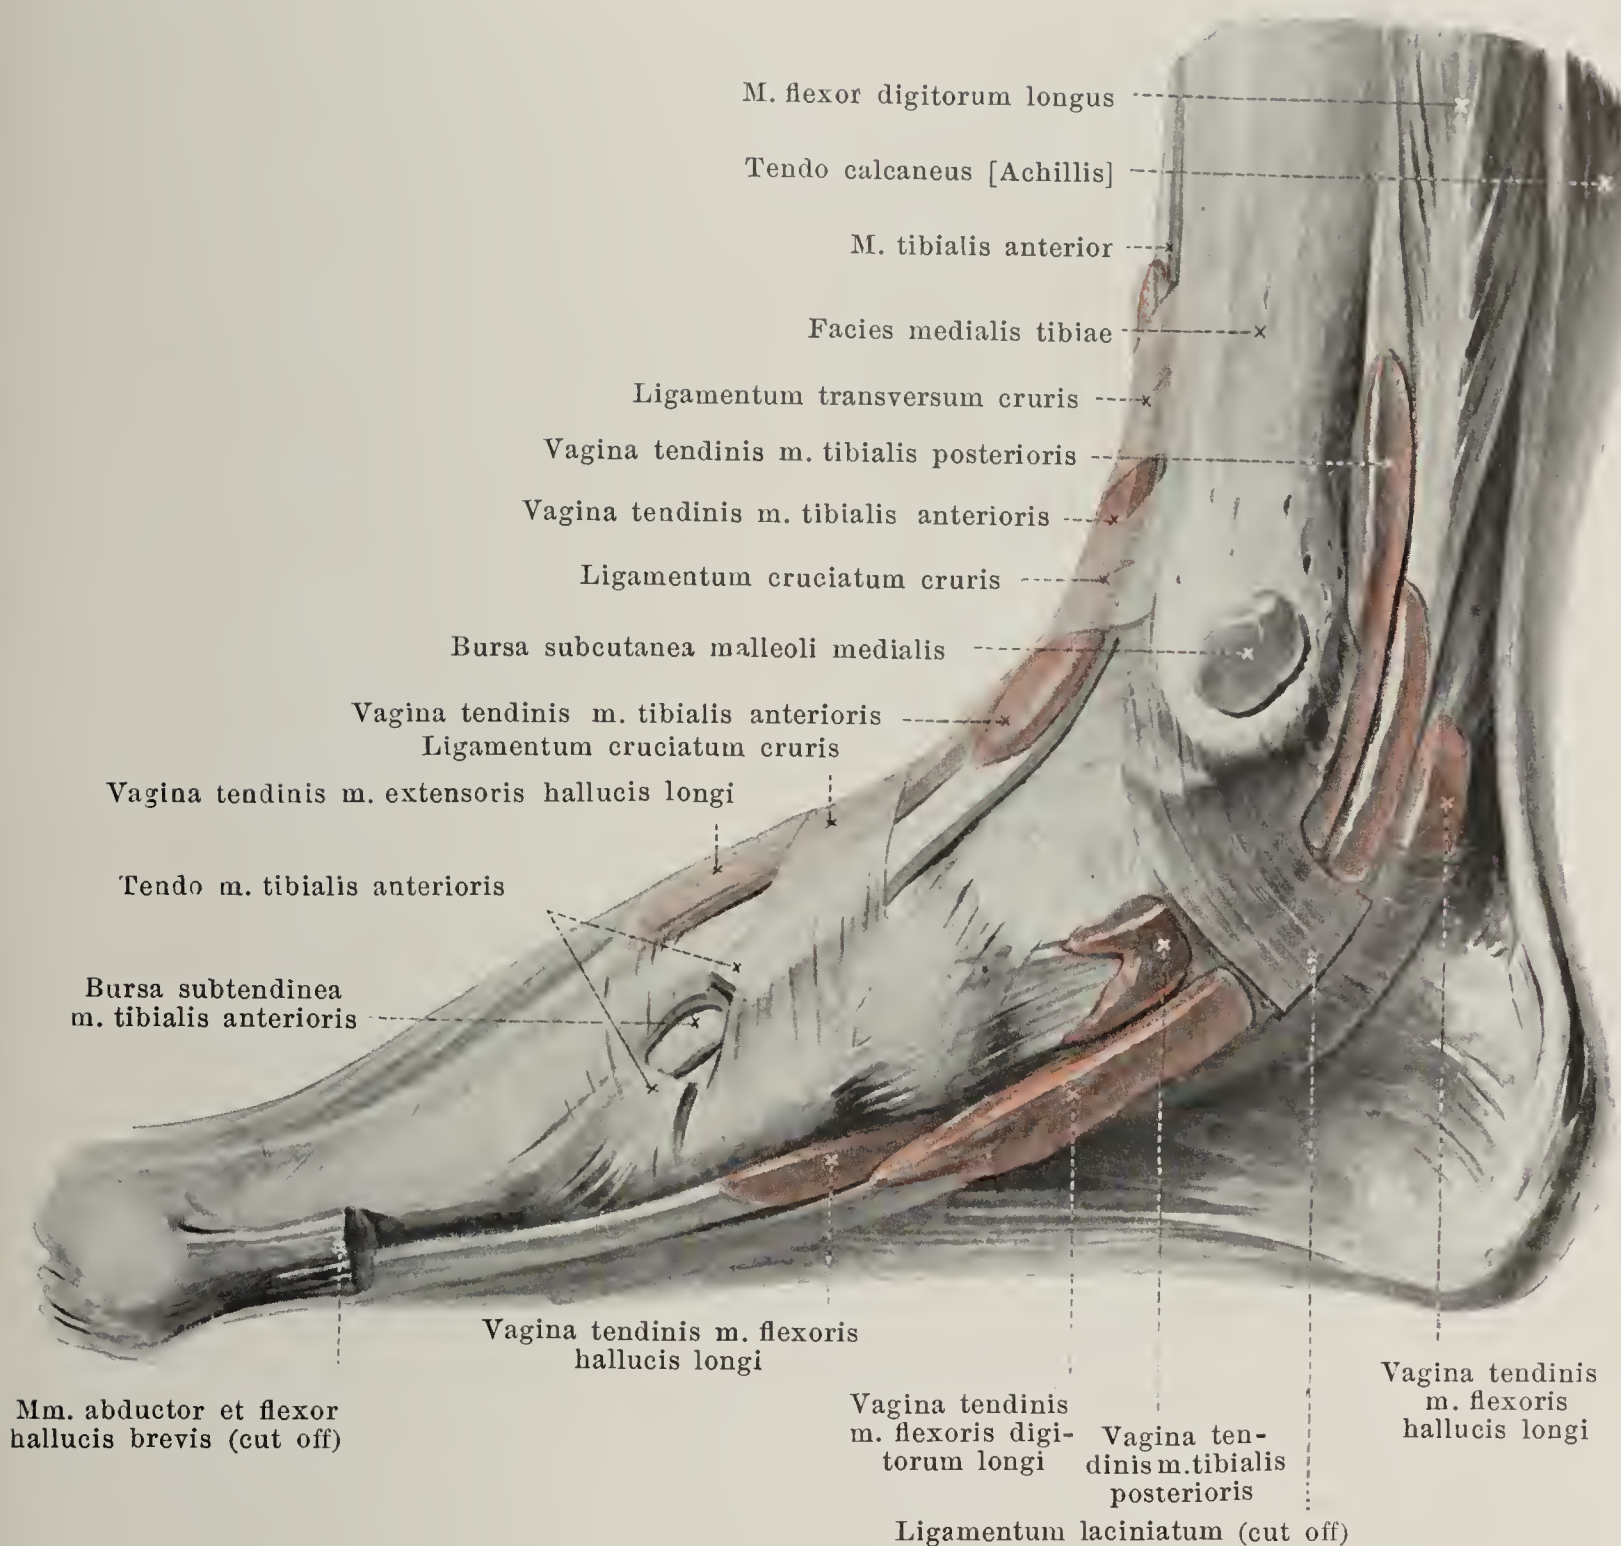 M. flexor digitorum longus
Tendo calcaneus [Achillis]
M. tibialis anterior
Facies medialis tibiae
Ligamentum transversum cruris
Vagina tendinis m. tibialis posterioris
Vagina tendinis m. tibialis anterioris
Ligamentum cruciatum cruris
Bursa subcutanea malleoli medialis
Vagina tendinis m. tibialis anterioris
Ligamentum cruciatum cruris
Vagina tendinis m. extensoris hallucis longi
Tendo m. tibialis anterioris
Bursa subtendinea
m. tibialis anterioris
Vagina tendinis m. flexoris
hallucis longi
Mm. abductor et flexor
hallucis brevis (cut off)
Vagina tendinis
m. flexoris digi-
torum longi
Vagina ten-
dinis m. tibialis
posterioris
Vagina tendinis
m. flexoris
hallucis longi
Ligamentum laciniatum (cut off)